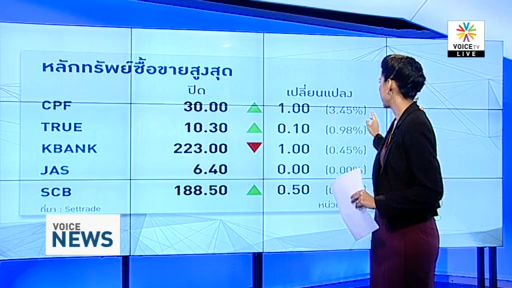 VOICE TV
LIVE
หลักทรัพย์ซื้อขายสูงสุด
ปิด เปลี่ยนแปลง
CPF 30.00 1.00 (3.45%)
TRUE 10.30 0.10 (0.98%)
KBANK 223.00 1.00 (0.45%)
JAS 6.40 0.00 (0.00%)
SCB 188.50 0.50
ที่มา : Settrade
VOICE
NEWS